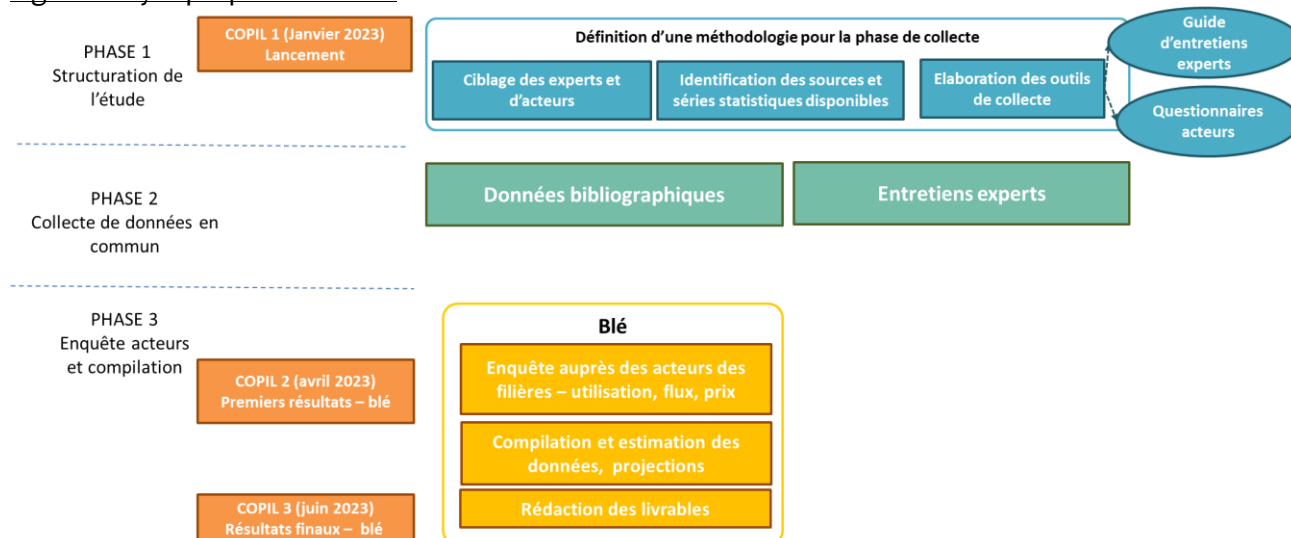 PHASE 1
Structuration de
l'étude
COPIL 1 (Janvier 2023)
Lancement
Définition d'une méthodologie pour la phase de collecte
Ciblage des experts et
d'acteurs
Identification des sources et
séries statistiques disponibles
Elaboration des outils
de collecte
Guide
d'entretiens
experts
Questionnaires
acteurs
PHASE 2
Collecte de données en
commun
Données bibliographiques
Entretiens experts
PHASE 3
Enquête acteurs
et compilation
COPIL 2 (avril 2023)
Premiers résultats – blé
COPIL 3 (juin 2023)
Résultats finaux – blé
Blé
Enquête auprès des acteurs des
filières – utilisation, flux, prix
Compilation et estimation des
données, projections
Rédaction des livrables